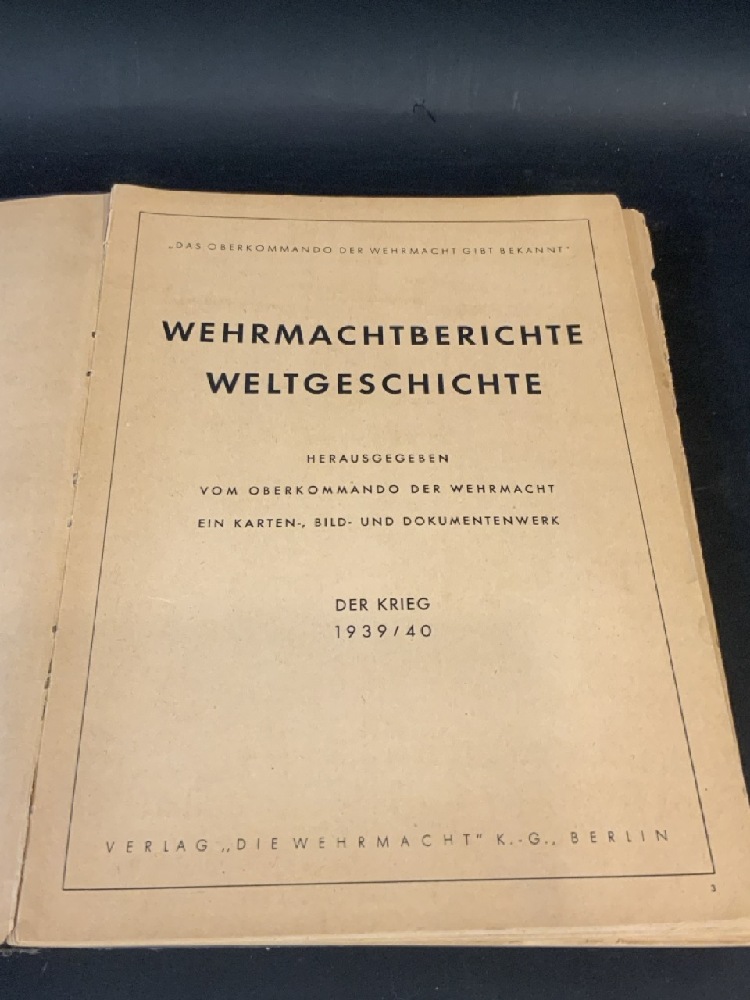 „DAS OBERKOMMANDO DER WEHRMACHT GIBT BEKANNT“
WEHRMACHTBERICHTE
WELTGESCHICHTE
HERAUSGEGEBEN
VOM OBERKOMMANDO DER WEHRMACHT
EIN KARTEN-, BILD- UND DOKUMENTENWERK
DER KRIEG
1939/40
VERLAG „DIE WEHRMACHT“ K.-G., BERLIN
3